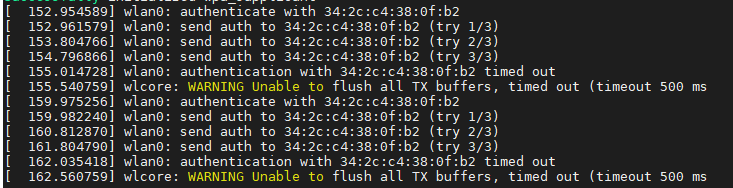 [  152.954589] wlan0: authenticate with 34:2c:c4:38:0f:b2
[  152.961579] wlan0: send auth to 34:2c:c4:38:0f:b2 (try 1/3)
[  153.804766] wlan0: send auth to 34:2c:c4:38:0f:b2 (try 2/3)
[  154.796866] wlan0: send auth to 34:2c:c4:38:0f:b2 (try 3/3)
[  155.014728] wlan0: authentication with 34:2c:c4:38:0f:b2 timed out
[  155.540759] wlcore: WARNING Unable to flush all TX buffers, timed out (timeout 500 ms
[  159.975256] wlan0: authenticate with 34:2c:c4:38:0f:b2
[  159.982240] wlan0: send auth to 34:2c:c4:38:0f:b2 (try 1/3)
[  160.812870] wlan0: send auth to 34:2c:c4:38:0f:b2 (try 2/3)
[  161.804790] wlan0: send auth to 34:2c:c4:38:0f:b2 (try 3/3)
[  162.035418] wlan0: authentication with 34:2c:c4:38:0f:b2 timed out
[  162.560759] wlcore: WARNING Unable to flush all TX buffers, timed out (timeout 500 ms